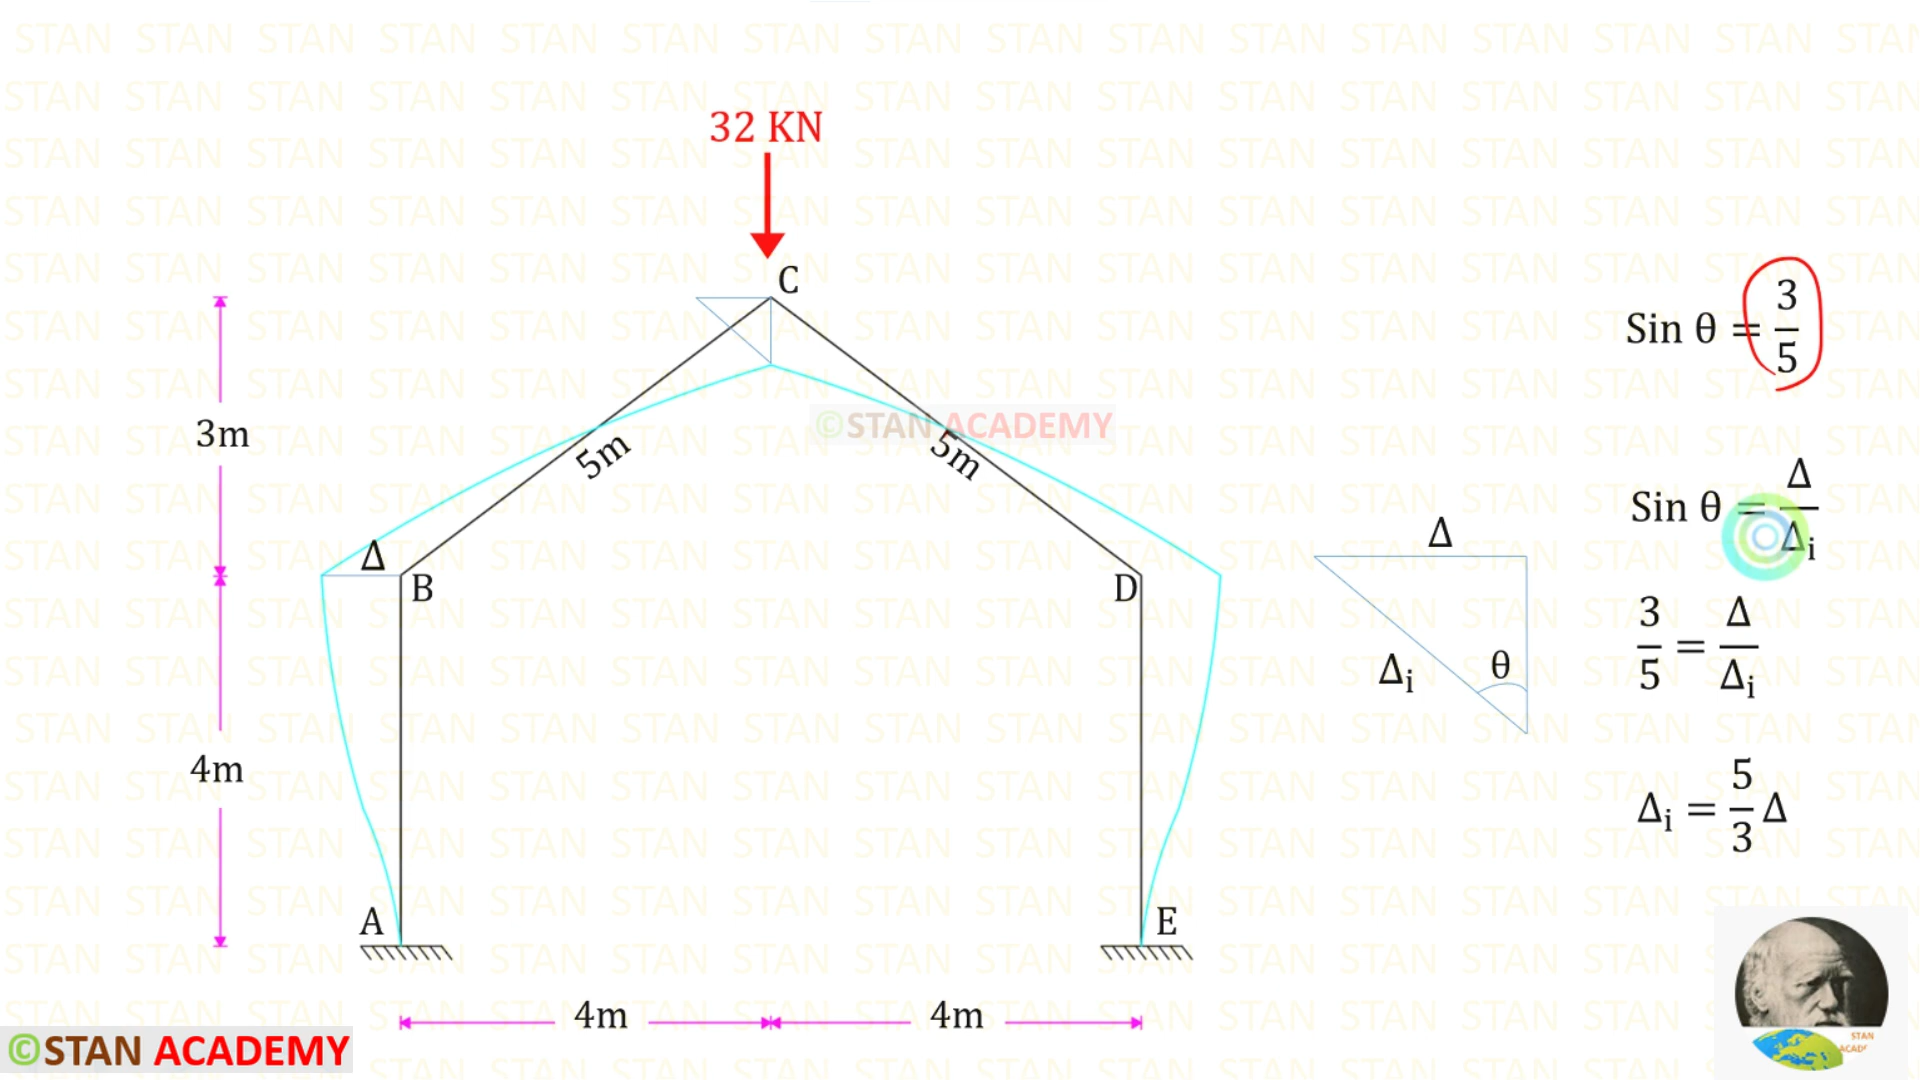 32 KN
C
3m
5m
5m
Δ
B
D
4m
A
E
4m
4m
Δ
Δi
θ
Sin θ = 3/5
Sin θ = Δ/Δi
3/5 = Δ/Δi
Δi = 5/3 Δ
©STAN ACADEMY
©STAN ACADEMY
STAN